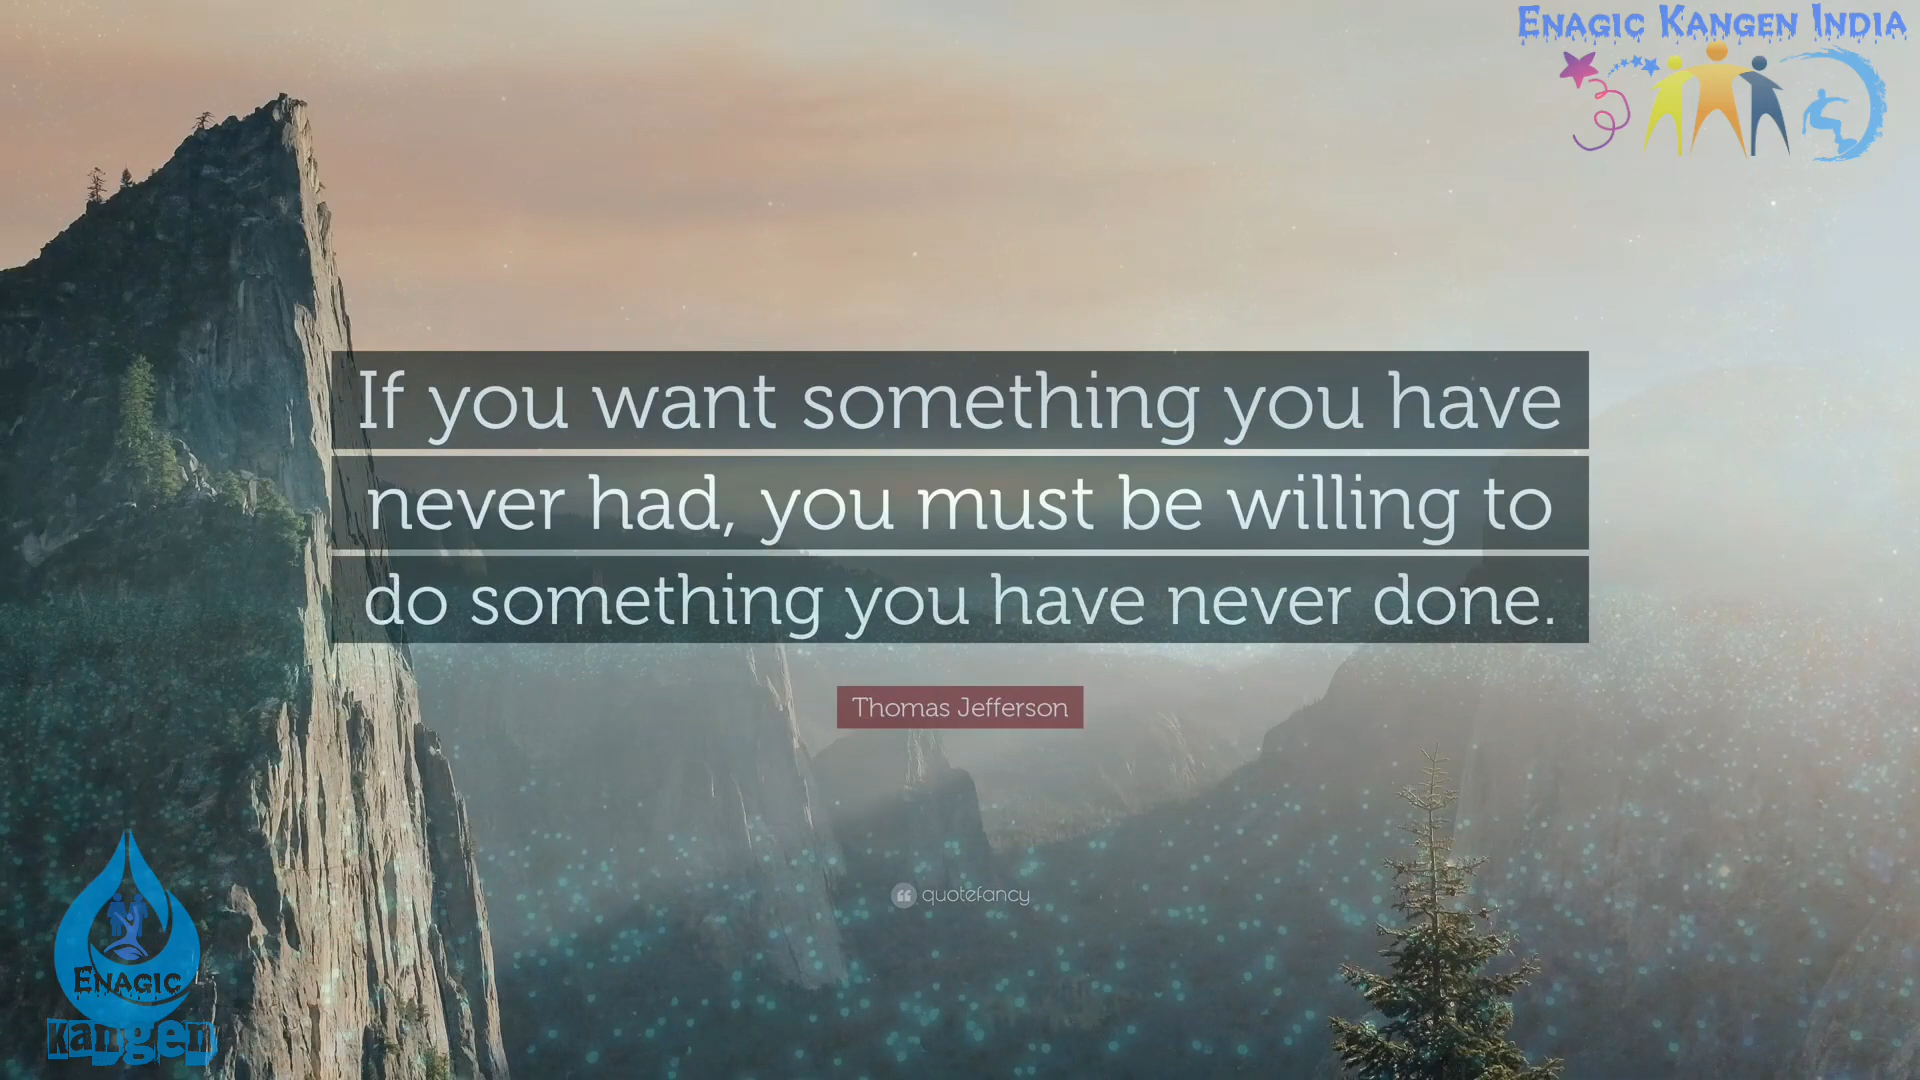 Enagic Kangen India
If you want something you have
never had, you must be willing to
do something you have never done.
Thomas Jefferson
quotefancy
Enagic
kangen